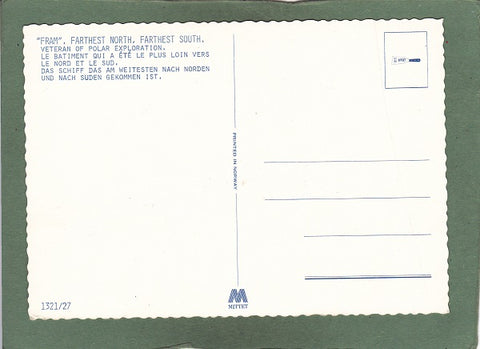 "FRAM". FARTHEST NORTH. FARTHEST SOUTH.
VETERAN OF POLAR EXPLORATION.
LE BATIMENT QUI A ÉTÉ LE PLUS LOIN VERS
LE NORD ET LE SUD.
DAS SCHIFF DAS AM WEITESTEN NACH NORDEN
UND NACH SUDEN GEKOMMEN IST.
PRINTED IN NORWAY
1321/27
MITTET